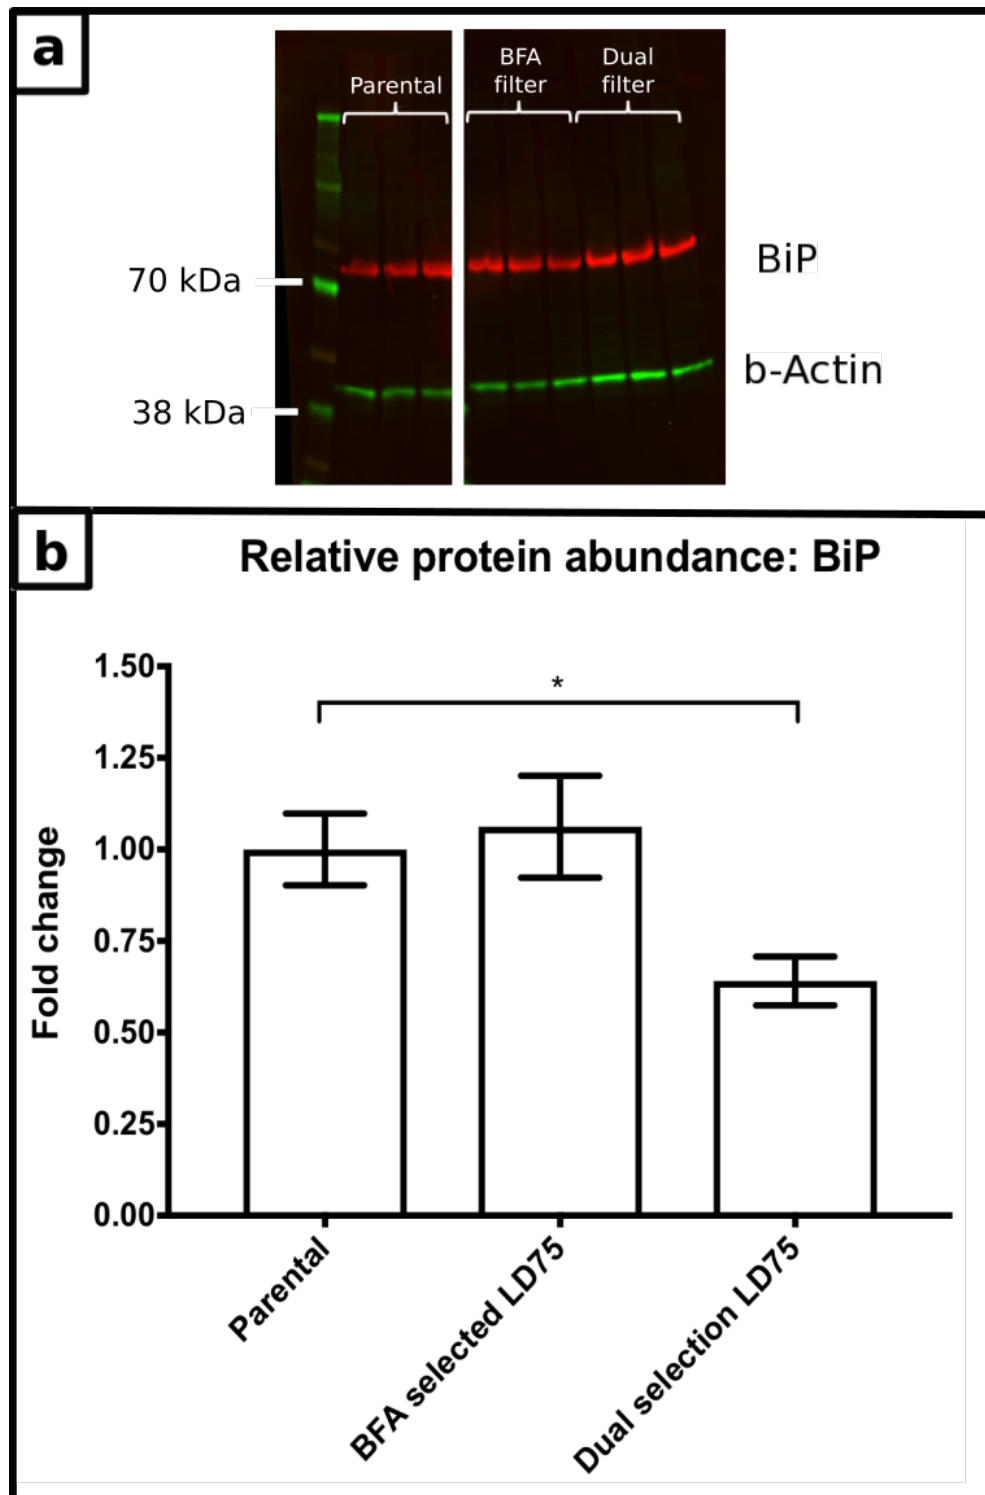 a
Parental
BFA
filter
Dual
filter
BiP
70 kDa
b-Actin
38 kDa
b
Relative protein abundance: BiP
1.50
*
1.25
1.00
0.75
0.50
0.25
0.00
Fold change
Parental
BFA selected LD75
Dual selection LD75